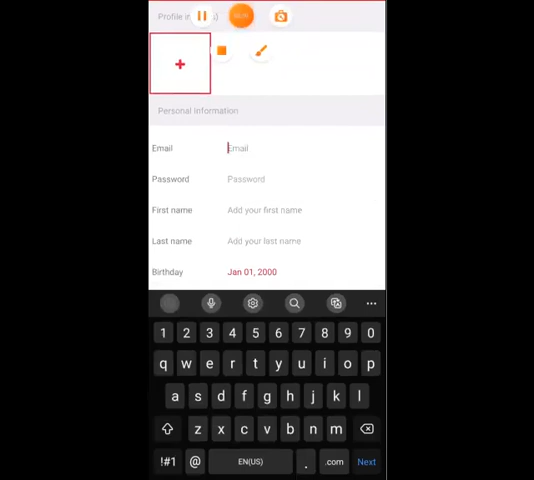 Profile i
Personal information
Email Email
Password Password
First name Add your first name
Last name Add your last name
Birthday Jan 01, 2000
1 2 3 4 5 6 7 8 9 0
q w e r t y u i o p
a s d f g h j k l
z x c v b n m
!#1 @ EN(US) . .com Next